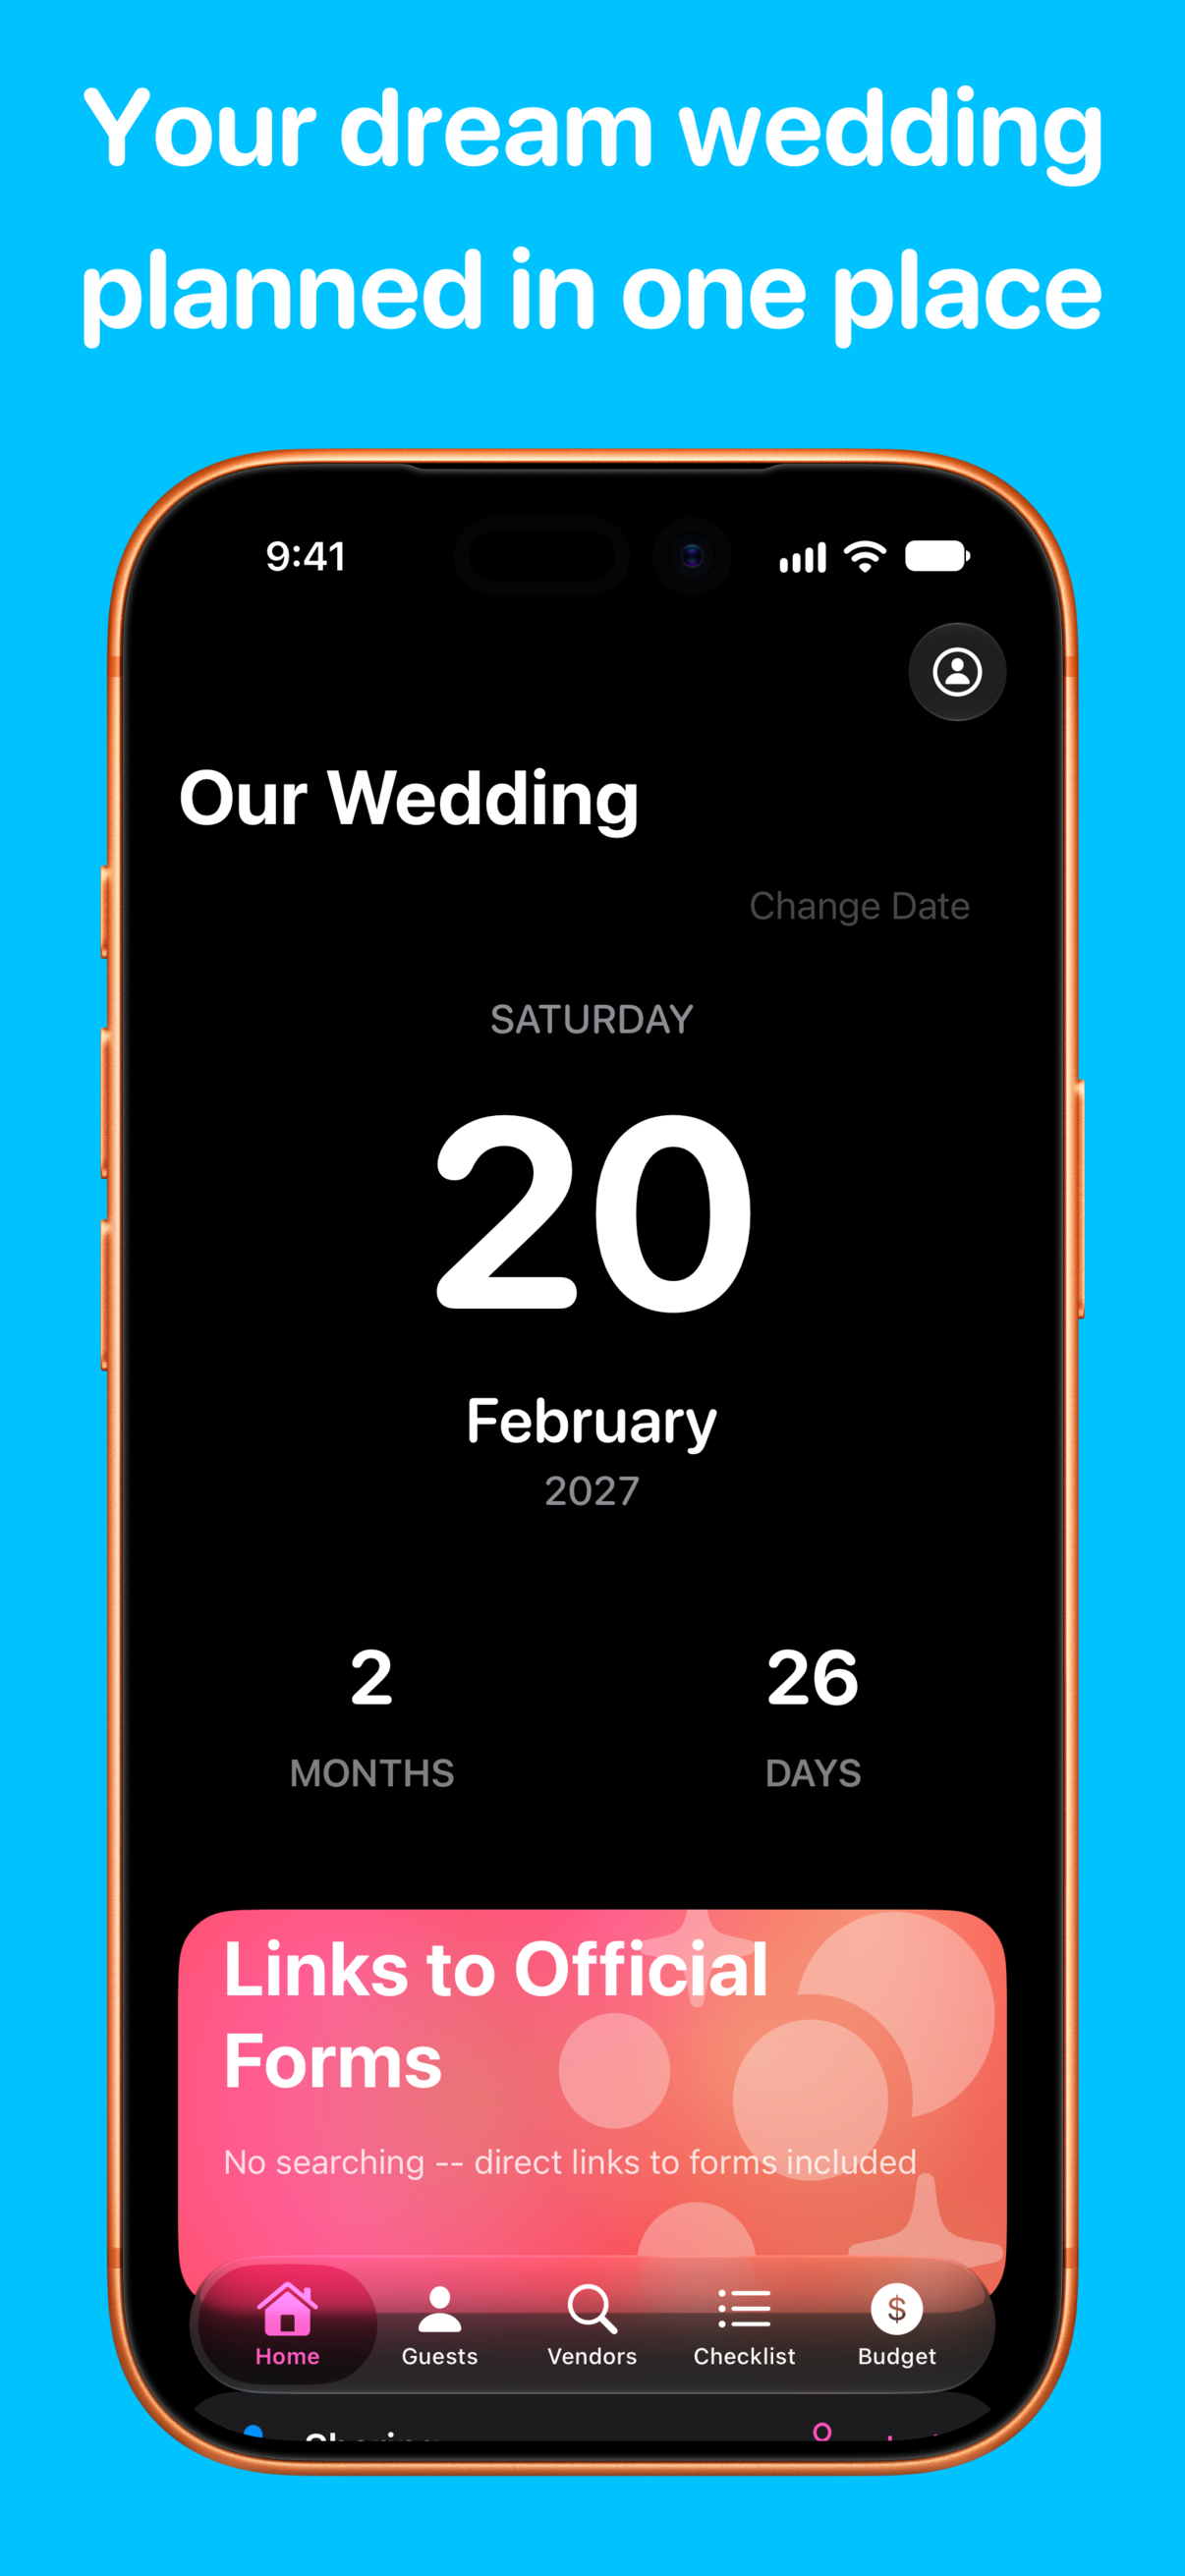 Your dream wedding
planned in one place
9:41
Our Wedding
Change Date
SATURDAY
20
February
2027
2
26
MONTHS
DAYS
Links to Official
Forms
No searching -- direct links to forms included
Home
Guests
Vendors
Checklist
Budget